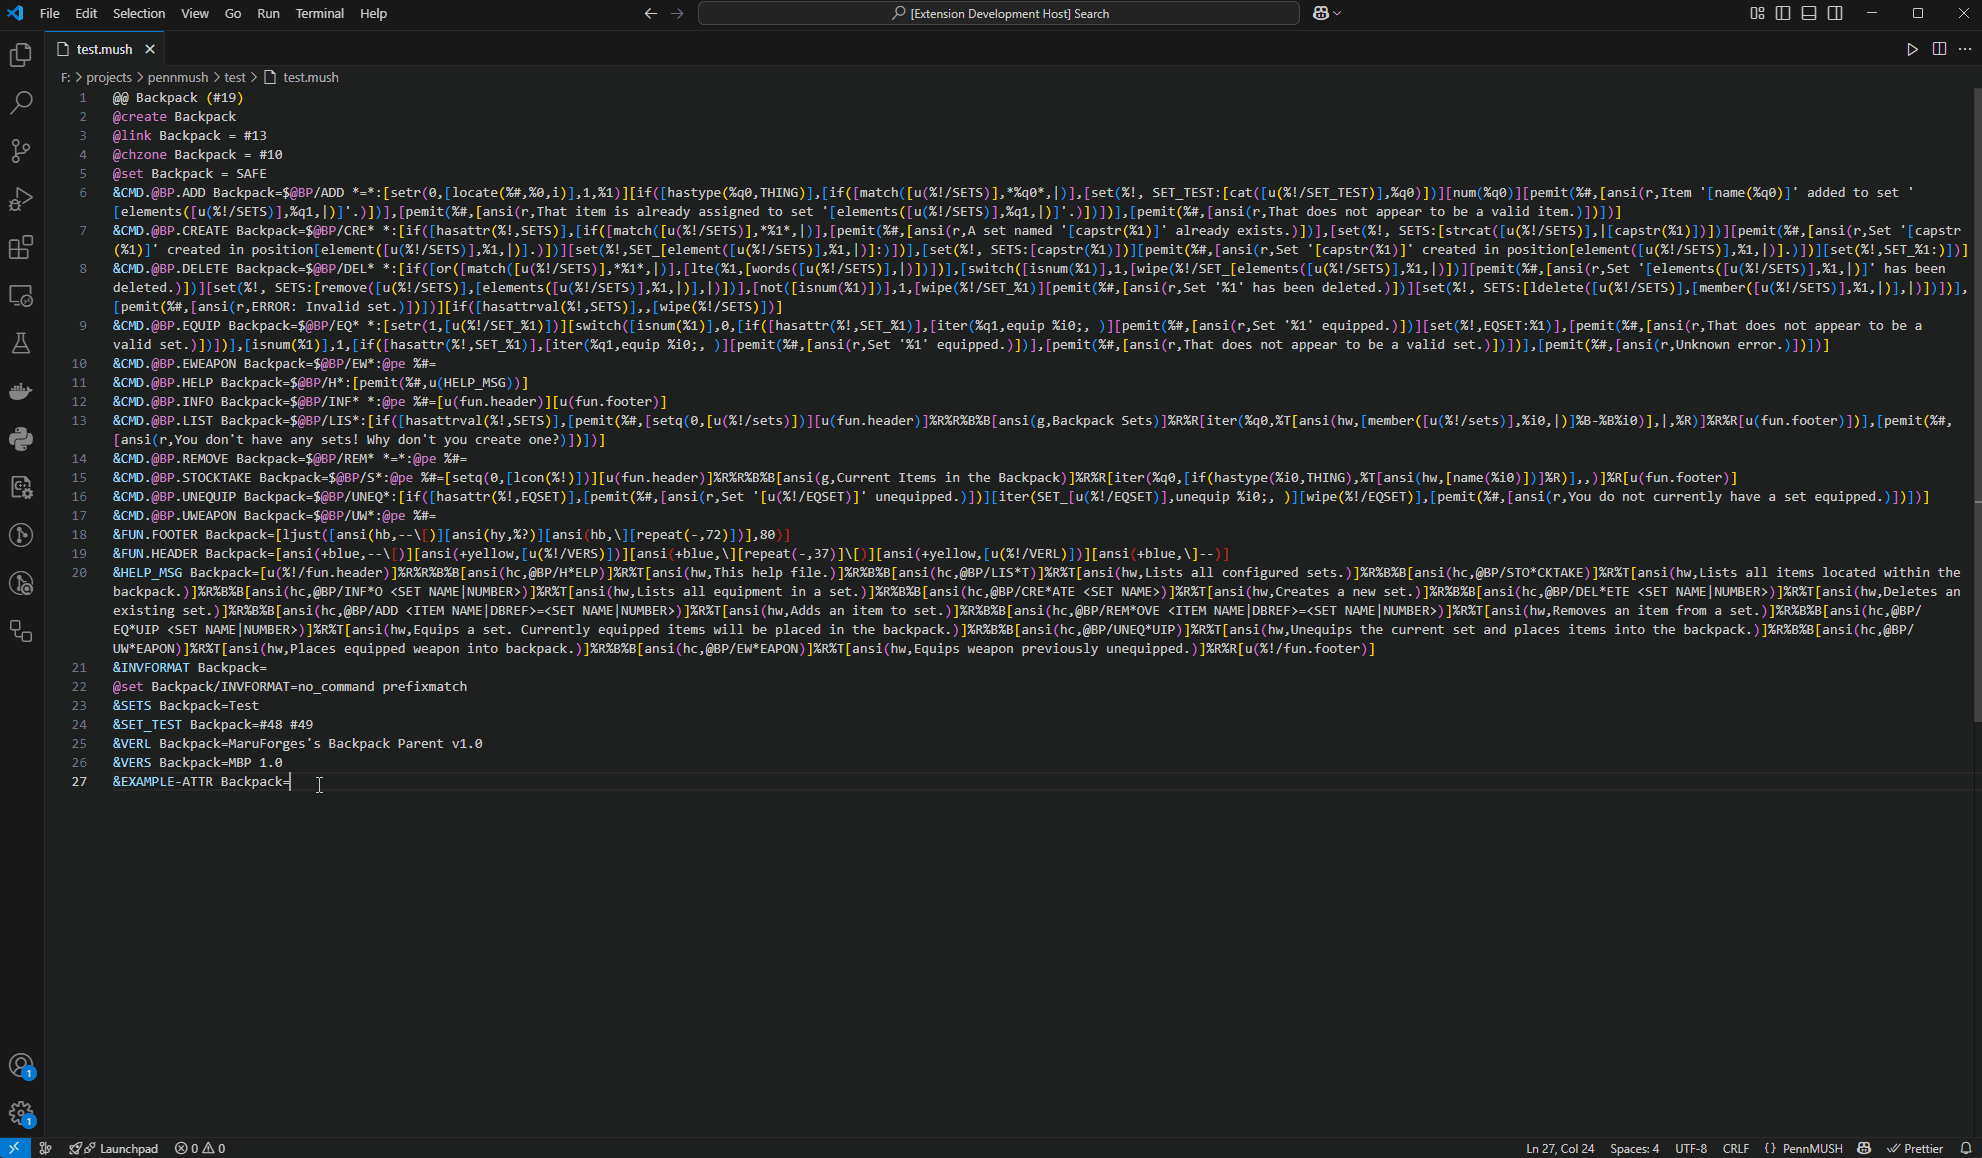 File Edit Selection View Go Run Terminal Help
[Extension Development Host] Search
test.mush
F: > projects > pennmush > test > test.mush
1 @@ Backpack (#19)
2 @create Backpack
3 @link Backpack = #13
4 @chzone Backpack = #10
5 @set Backpack = SAFE
6 &CMD.@BP.ADD Backpack=$@BP/ADD *=*:[setr(0,[locate(%#,%0,i)],1,%1)][if([hastype(%q0,THING)],[if([match([u(%!/SETS)],*%q0*,|)],[set(%!, SET_TEST:[cat([u(%!/SET_TEST)],%q0)])][num(%q0)][pemit(%#,[ansi(r,Item '[name(%q0)]' added to set '
[elements([u(%!/SETS)],%q1,|)]'.)])],[pemit(%#,[ansi(r,That item is already assigned to set '[elements([u(%!/SETS)],%q1,|)]'.)])])],[pemit(%#,[ansi(r,That does not appear to be a valid item.)])])]
7 &CMD.@BP.CREATE Backpack=$@BP/CRE* *:[if([hasattr(%!,SETS)],[if([match([u(%!/SETS)],*%1*,|)],[pemit(%#,[ansi(r,A set named '[capstr(%1)]' already exists.)])],[set(%!, SETS:[strcat([u(%!/SETS)],|[capstr(%1)])])][pemit(%#,[ansi(r,Set '[capstr
(%1)]' created in position[element([u(%!/SETS)],%1,|)].)])][set(%!,SET_[element([u(%!/SETS)],%1,|)]:)])],[set(%!, SETS:[capstr(%1)])][pemit(%#,[ansi(r,Set '[capstr(%1)]' created in position[element([u(%!/SETS)],%1,|)].)])][set(%!,SET_%1:)])]
8 &CMD.@BP.DELETE Backpack=$@BP/DEL* *:[if([or([match([u(%!/SETS)],*%1*,|)],[lte(%1,[words([u(%!/SETS)],|)])])],[switch([isnum(%1)],1,[wipe(%!/SET_[elements([u(%!/SETS)],%1,|)])][pemit(%#,[ansi(r,Set '[elements([u(%!/SETS)],%1,|)]' has been
deleted.)])][set(%!, SETS:[remove([u(%!/SETS)],[elements([u(%!/SETS)],%1,|)],|)])],[not([isnum(%1)])],1,[wipe(%!/SET_%1)][pemit(%#,[ansi(r,Set '%1' has been deleted.)])][set(%!, SETS:[ldelete([u(%!/SETS)],[member([u(%!/SETS)],%1,|)],|)])])],
[pemit(%#,[ansi(r,ERROR: Invalid set.)])])][if([hasattrval(%!,SETS)],,[wipe(%!/SETS)])]
9 &CMD.@BP.EQUIP Backpack=$@BP/EQ* *:[setr(1,[u(%!/SET_%1)])][switch([isnum(%1)],0,[if([hasattr(%!,SET_%1)],[iter(%q1,equip %i0;, )][pemit(%#,[ansi(r,Set '%1' equipped.)])][set(%!,EQSET:%1)],[pemit(%#,[ansi(r,That does not appear to be a
valid set.)])])],[isnum(%1)],1,[if([hasattr(%!,SET_%1)],[iter(%q1,equip %i0;, )][pemit(%#,[ansi(r,Set '%1' equipped.)])],[pemit(%#,[ansi(r,That does not appear to be a valid set.)])])],[pemit(%#,[ansi(r,Unknown error.)])])]
10 &CMD.@BP.EWEAPON Backpack=$@BP/EW*:@pe %#=
11 &CMD.@BP.HELP Backpack=$@BP/H*:[pemit(%#,u(HELP_MSG))]
12 &CMD.@BP.INFO Backpack=$@BP/INF* *:@pe %#=[u(fun.header)][u(fun.footer)]
13 &CMD.@BP.LIST Backpack=$@BP/LIS*:[if([hasattrval(%!,SETS)],[pemit(%#,[setq(0,[u(%!/sets)])][u(fun.header)]%R%R%B%B[ansi(g,Backpack Sets)]%R%R[iter(%q0,%T[ansi(hw,[member([u(%!/sets)],%i0,|)]%B-%B%i0)],|,%R)]%R%R[u(fun.footer)])],[pemit(%#,
[ansi(r,You don't have any sets! Why don't you create one?)])])]
14 &CMD.@BP.REMOVE Backpack=$@BP/REM* *=*:@pe %#=
15 &CMD.@BP.STOCKTAKE Backpack=$@BP/S*:@pe %#=[setq(0,[lcon(%!)])][u(fun.header)]%R%R%B%B[ansi(g,Current Items in the Backpack)]%R%R[iter(%q0,[if(hastype(%i0,THING),%T[ansi(hw,[name(%i0)])]%R)],,)]%R[u(fun.footer)]
16 &CMD.@BP.UNEQUIP Backpack=$@BP/UNEQ*:[if([hasattr(%!,EQSET)],[pemit(%#,[ansi(r,Set '[u(%!/EQSET)]' unequipped.)])][iter(SET_[u(%!/EQSET)],unequip %i0;, )][wipe(%!/EQSET)],[pemit(%#,[ansi(r,You do not currently have a set equipped.)])])]
17 &CMD.@BP.UWEAPON Backpack=$@BP/UW*:@pe %#=
18 &FUN.FOOTER Backpack=[ljust([ansi(hb,--\[)][ansi(hy,%?)][ansi(hb,\][repeat(-,72)])],80)]
19 &FUN.HEADER Backpack=[ansi(+blue,--\[)][ansi(+yellow,[u(%!/VERS)])][ansi(+blue,\][repeat(-,37)]\[)][ansi(+yellow,[u(%!/VERL)])][ansi(+blue,\]--)]
20 &HELP_MSG Backpack=[u(%!/fun.header)]%R%R%B%B[ansi(hc,@BP/H*ELP)]%R%T[ansi(hw,This help file.)]%R%B%B[ansi(hc,@BP/LIS*T)]%R%T[ansi(hw,Lists all configured sets.)]%R%B%B[ansi(hc,@BP/STO*CKTAKE)]%R%T[ansi(hw,Lists all items located within the
backpack.)]%R%B%B[ansi(hc,@BP/INF*O <SET NAME|NUMBER>)]%R%T[ansi(hw,Lists all equipment in a set.)]%R%B%B[ansi(hc,@BP/CRE*ATE <SET NAME>)]%R%T[ansi(hw,Creates a new set.)]%R%B%B[ansi(hc,@BP/DEL*ETE <SET NAME|NUMBER>)]%R%T[ansi(hw,Deletes an
existing set.)]%R%B%B[ansi(hc,@BP/ADD <ITEM NAME|DBREF>=<SET NAME|NUMBER>)]%R%T[ansi(hw,Adds an item to set.)]%R%B%B[ansi(hc,@BP/REM*OVE <ITEM NAME|DBREF>=<SET NAME|NUMBER>)]%R%T[ansi(hw,Removes an item from a set.)]%R%B%B[ansi(hc,@BP/
EQ*UIP <SET NAME|NUMBER>)]%R%T[ansi(hw,Equips a set. Currently equipped items will be placed in the backpack.)]%R%B%B[ansi(hc,@BP/UNEQ*UIP)]%R%T[ansi(hw,Unequips the current set and places items into the backpack.)]%R%B%B[ansi(hc,@BP/
UW*EAPON)]%R%T[ansi(hw,Places equipped weapon into backpack.)]%R%B%B[ansi(hc,@BP/EW*EAPON)]%R%T[ansi(hw,Equips weapon previously unequipped.)]%R%R[u(%!/fun.footer)]
21 &INVFORMAT Backpack=
22 @set Backpack/INVFORMAT=no_command prefixmatch
23 &SETS Backpack=Test
24 &SET_TEST Backpack=#48 #49
25 &VERL Backpack=MaruForges's Backpack Parent v1.0
26 &VERS Backpack=MBP 1.0
27 &EXAMPLE-ATTR Backpack=
1
1
Launchpad 0 0 Ln 27, Col 24 Spaces: 4 UTF-8 CRLF {} PennMUSH Prettier